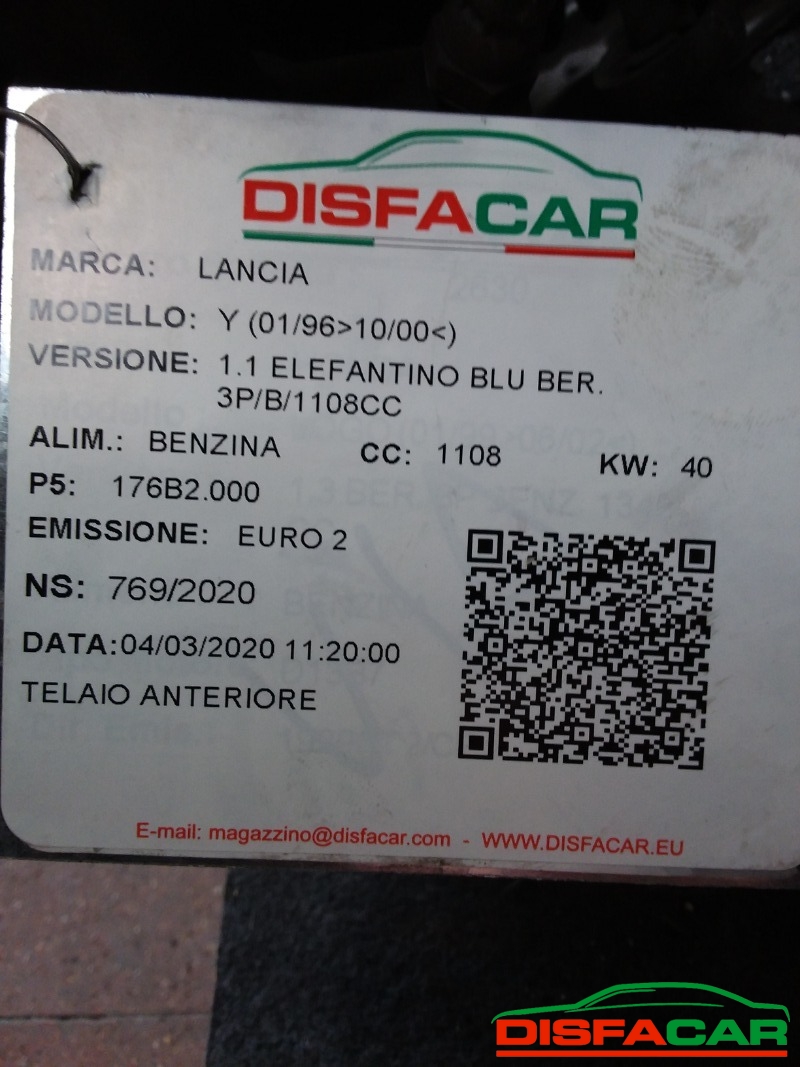 DISFACAR
MARCA: LANCIA
MODELLO: Y (01/96>10/00<)
VERSIONE: 1.1 ELEFANTINO BLU BER.
3P/B/1108CC
ALIM.: BENZINA CC: 1108 KW: 40
P5: 176B2.000
EMISSIONE: EURO 2
NS: 769/2020
DATA:04/03/2020 11:20:00
TELAIO ANTERIORE
E-mail: magazzino@disfacar.com - WWW.DISFACAR.EU
DISFACAR